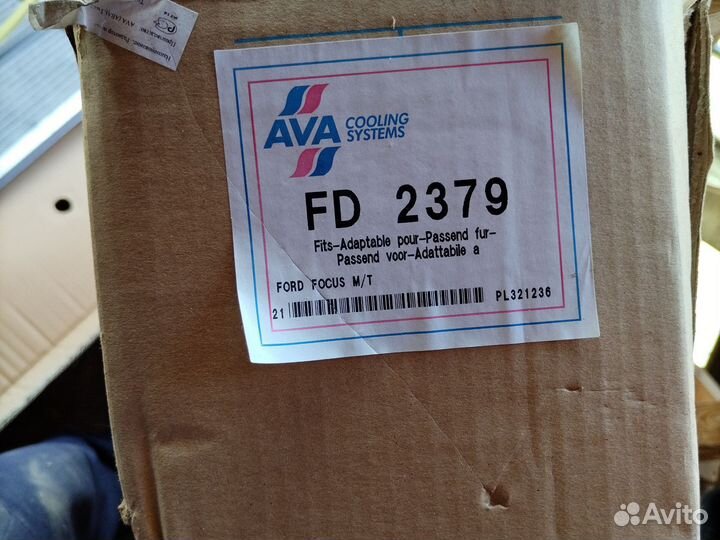 AVA COOLING SYSTEMS
FD 2379
Fits-Adaptable pour-Passend fur-
Passend voor-Adattabile a
FORD FOCUS M/T
21
PL321236
Avito